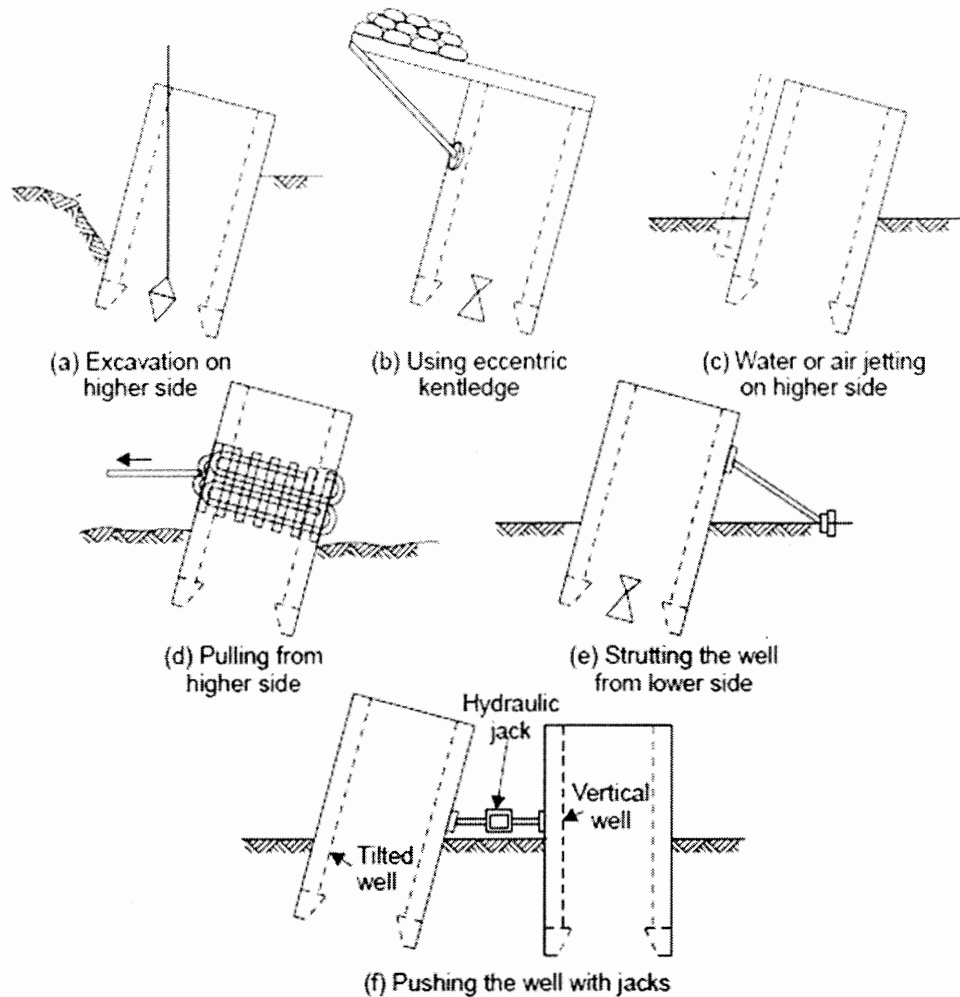 (a) Excavation on
higher side
(b) Using eccentric
kentledge
(c) Water or air jetting
on higher side
(d) Pulling from
higher side
(e) Strutting the well
from lower side
Hydraulic
jack
Vertical
well
Tilted
well
(f) Pushing the well with jacks